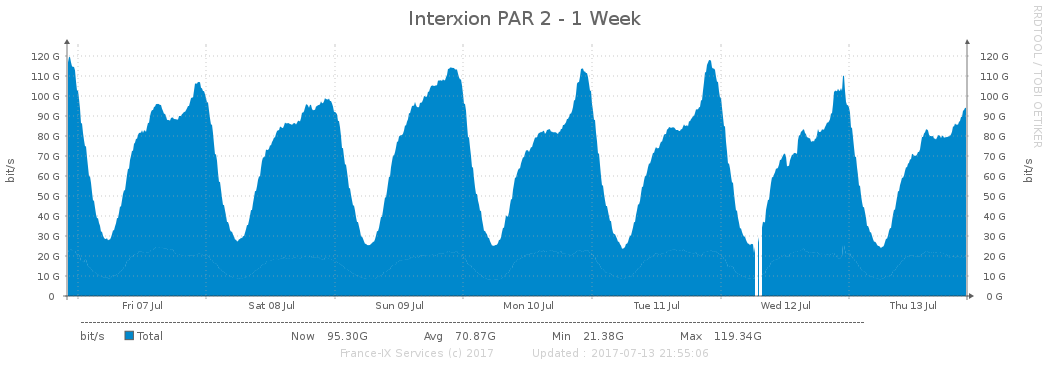 Interxion PAR 2 - 1 Week
RRDTOOL / TOBI OETIKER
bit/s
bit/s
120 G 120 G
110 G 110 G
100 G 100 G
90 G 90 G
80 G 80 G
70 G 70 G
60 G 60 G
50 G 50 G
40 G 40 G
30 G 30 G
20 G 20 G
10 G 10 G
0 0 G
Fri 07 Jul Sat 08 Jul Sun 09 Jul Mon 10 Jul Tue 11 Jul Wed 12 Jul Thu 13 Jul
bit/s Total Now 95.30G Avg 70.87G Min 21.38G Max 119.34G
France-IX Services (c) 2017 Updated : 2017-07-13 21:55:06